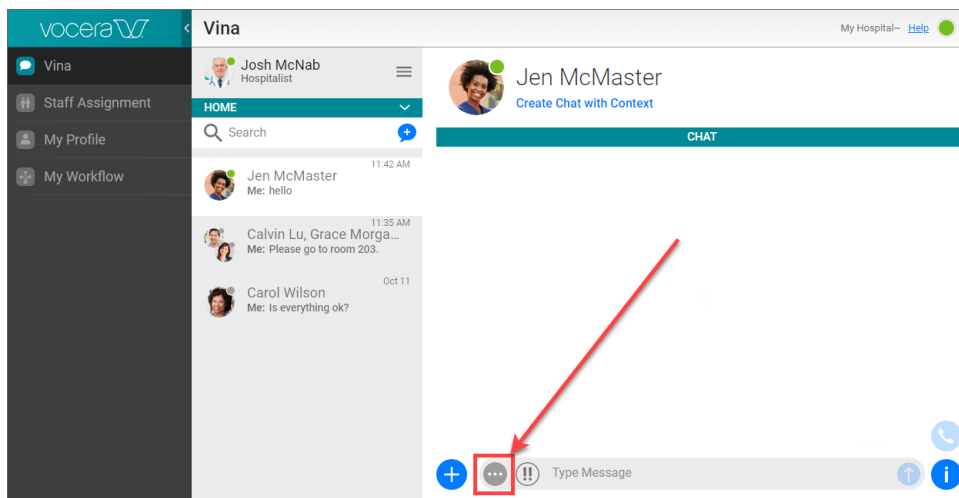 vocera
Vina
My Hospital~ Help
Vina
Staff Assignment
My Profile
My Workflow
Josh McNab
Hospitalist
HOME
Search
11:42 AM
Jen McMaster
Me: hello
11:35 AM
Calvin Lu, Grace Morga...
Me: Please go to room 203.
Oct 11
Carol Wilson
Me: Is everything ok?
Jen McMaster
Create Chat with Context
CHAT
Type Message